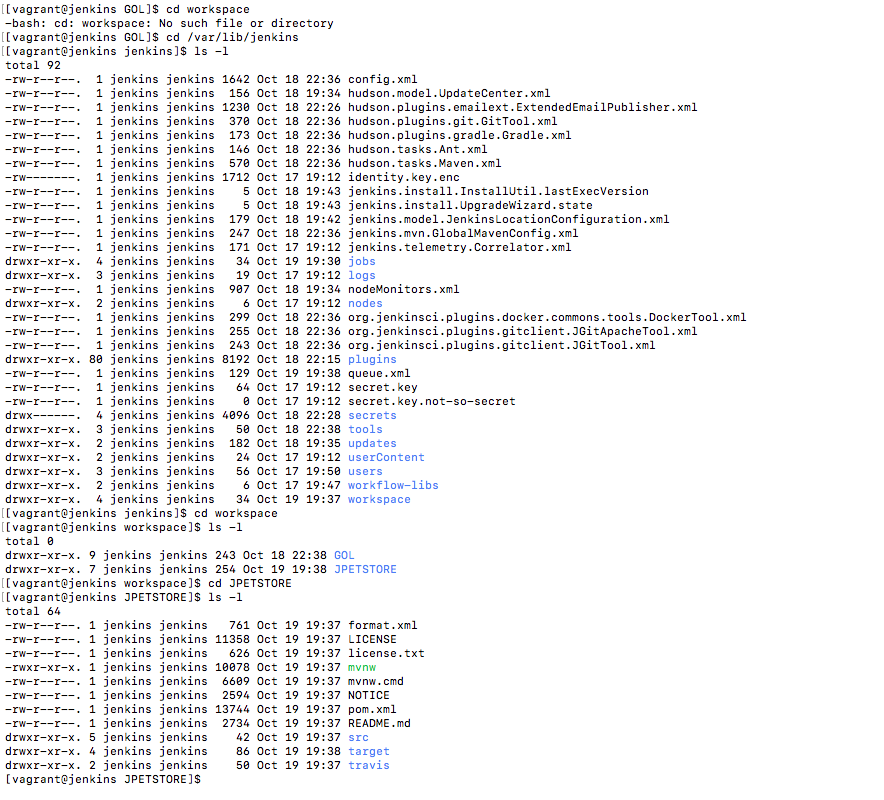 [[vagrant@jenkins GOL]$ cd workspace
-bash: cd: workspace: No such file or directory
[[vagrant@jenkins GOL]$ cd /var/lib/jenkins
[[vagrant@jenkins jenkins]$ ls -l
total 92
-rw-r--r--.  1 jenkins jenkins 1642 Oct 18 22:36 config.xml
-rw-r--r--.  1 jenkins jenkins  156 Oct 18 19:34 hudson.model.UpdateCenter.xml
-rw-r--r--.  1 jenkins jenkins 1230 Oct 18 22:26 hudson.plugins.emailext.ExtendedEmailPublisher.xml
-rw-r--r--.  1 jenkins jenkins  370 Oct 18 22:36 hudson.plugins.git.GitTool.xml
-rw-r--r--.  1 jenkins jenkins  173 Oct 18 22:36 hudson.plugins.gradle.Gradle.xml
-rw-r--r--.  1 jenkins jenkins  146 Oct 18 22:36 hudson.tasks.Ant.xml
-rw-r--r--.  1 jenkins jenkins  570 Oct 18 22:36 hudson.tasks.Maven.xml
-rw-------.  1 jenkins jenkins 1712 Oct 17 19:12 identity.key.enc
-rw-r--r--.  1 jenkins jenkins    5 Oct 18 19:43 jenkins.install.InstallUtil.lastExecVersion
-rw-r--r--.  1 jenkins jenkins    5 Oct 18 19:43 jenkins.install.UpgradeWizard.state
-rw-r--r--.  1 jenkins jenkins  179 Oct 18 19:42 jenkins.model.JenkinsLocationConfiguration.xml
-rw-r--r--.  1 jenkins jenkins  247 Oct 18 22:36 jenkins.mvn.GlobalMavenConfig.xml
-rw-r--r--.  1 jenkins jenkins  171 Oct 17 19:12 jenkins.telemetry.Correlator.xml
drwxr-xr-x.  4 jenkins jenkins   34 Oct 19 19:30 jobs
drwxr-xr-x.  3 jenkins jenkins   19 Oct 17 19:12 logs
-rw-r--r--.  1 jenkins jenkins  907 Oct 18 19:34 nodeMonitors.xml
drwxr-xr-x.  2 jenkins jenkins    6 Oct 17 19:12 nodes
-rw-r--r--.  1 jenkins jenkins  299 Oct 18 22:36 org.jenkinsci.plugins.docker.commons.tools.DockerTool.xml
-rw-r--r--.  1 jenkins jenkins  255 Oct 18 22:36 org.jenkinsci.plugins.gitclient.JGitApacheTool.xml
-rw-r--r--.  1 jenkins jenkins  243 Oct 18 22:36 org.jenkinsci.plugins.gitclient.JGitTool.xml
drwxr-xr-x. 80 jenkins jenkins 8192 Oct 18 22:15 plugins
-rw-r--r--.  1 jenkins jenkins  129 Oct 19 19:38 queue.xml
-rw-r--r--.  1 jenkins jenkins   64 Oct 17 19:12 secret.key
-rw-r--r--.  1 jenkins jenkins    0 Oct 17 19:12 secret.key.not-so-secret
drwx------.  4 jenkins jenkins 4096 Oct 18 22:28 secrets
drwxr-xr-x.  3 jenkins jenkins   50 Oct 18 22:38 tools
drwxr-xr-x.  2 jenkins jenkins  182 Oct 18 19:35 updates
drwxr-xr-x.  2 jenkins jenkins   24 Oct 17 19:12 userContent
drwxr-xr-x.  3 jenkins jenkins   56 Oct 17 19:50 users
drwxr-xr-x.  2 jenkins jenkins    6 Oct 17 19:47 workflow-libs
drwxr-xr-x.  4 jenkins jenkins   34 Oct 19 19:37 workspace
[[vagrant@jenkins jenkins]$ cd workspace
[[vagrant@jenkins workspace]$ ls -l
total 0
drwxr-xr-x. 9 jenkins jenkins 243 Oct 18 22:38 GOL
drwxr-xr-x. 7 jenkins jenkins 254 Oct 19 19:38 JPETSTORE
[[vagrant@jenkins workspace]$ cd JPETSTORE
[[vagrant@jenkins JPETSTORE]$ ls -l
total 64
-rw-r--r--. 1 jenkins jenkins   761 Oct 19 19:37 format.xml
-rw-r--r--. 1 jenkins jenkins 11358 Oct 19 19:37 LICENSE
-rw-r--r--. 1 jenkins jenkins   626 Oct 19 19:37 license.txt
-rwxr-xr-x. 1 jenkins jenkins 10078 Oct 19 19:37 mvnw
-rw-r--r--. 1 jenkins jenkins  6609 Oct 19 19:37 mvnw.cmd
-rw-r--r--. 1 jenkins jenkins  2594 Oct 19 19:37 NOTICE
-rw-r--r--. 1 jenkins jenkins 13744 Oct 19 19:37 pom.xml
-rw-r--r--. 1 jenkins jenkins  2734 Oct 19 19:37 README.md
drwxr-xr-x. 5 jenkins jenkins    42 Oct 19 19:37 src
drwxr-xr-x. 4 jenkins jenkins    86 Oct 19 19:38 target
drwxr-xr-x. 2 jenkins jenkins    50 Oct 19 19:37 travis
[vagrant@jenkins JPETSTORE]$